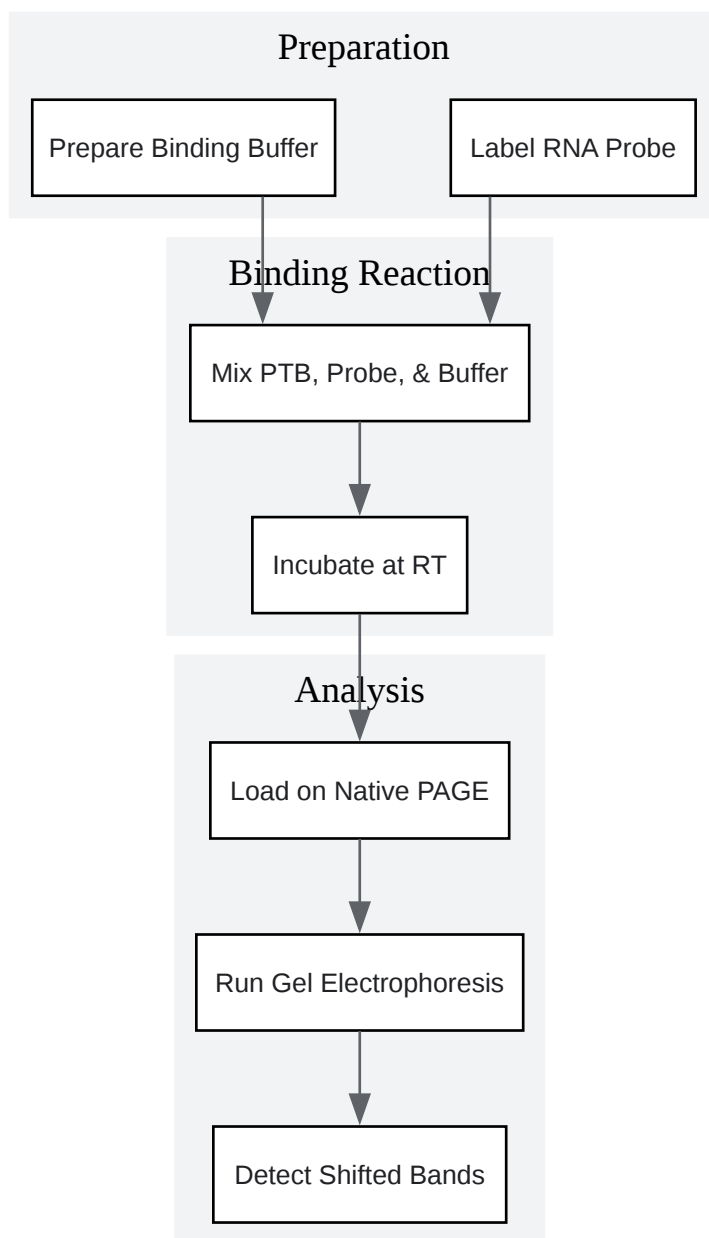 Preparation
Prepare Binding Buffer
Label RNA Probe
Binding Reaction
Mix PTB, Probe, & Buffer
Incubate at RT
Analysis
Load on Native PAGE
Run Gel Electrophoresis
Detect Shifted Bands